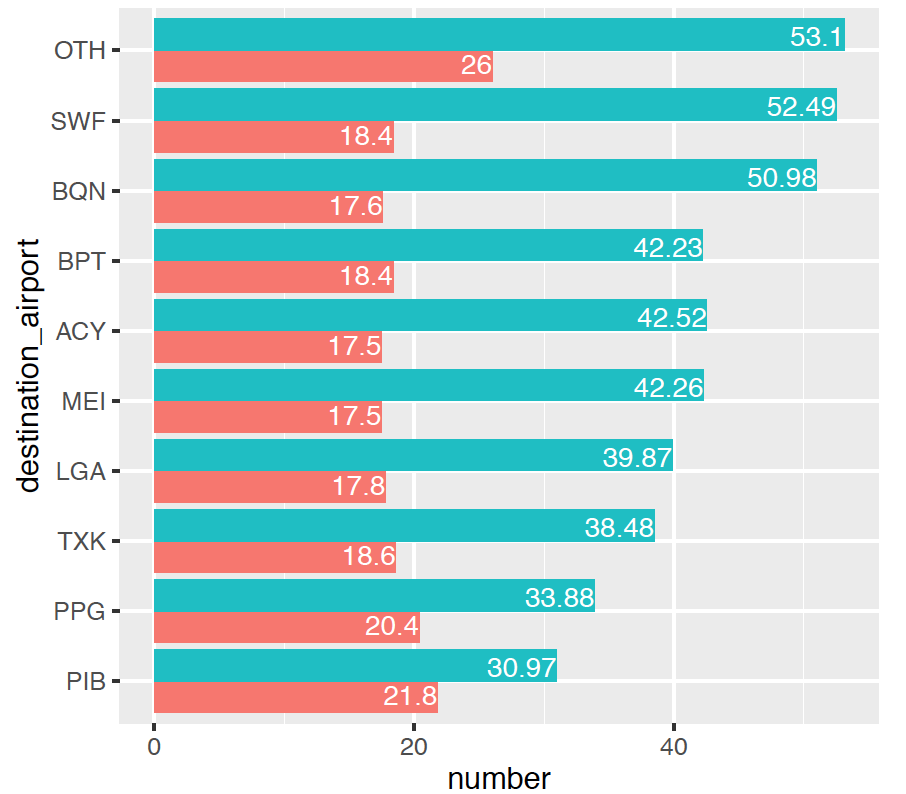 OTH
53.1
26
SWF
52.49
18.4
BQN
50.98
17.6
BPT
42.23
18.4
ACY
42.52
17.5
MEI
42.26
17.5
LGA
39.87
17.8
TXK
38.48
18.6
PPG
33.88
20.4
PIB
30.97
21.8
destination_airport
0 20 40
number